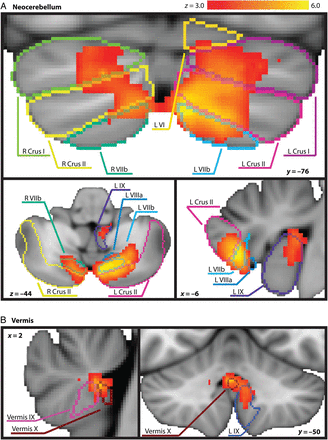 A Neocerebellum
z = 3.0 6.0
L VI
R Crus I
R Crus II
R VIIb
L VIIb
L Crus II
L Crus I
y = –76
R VIIb
L IX
L VIIIa
L VIIb
z = –44
R Crus II
L Crus II
L Crus II
L VIIb
L VIIIa
L IX
x = –6
B Vermis
x = 2
Vermis IX
Vermis X
Vermis X
L IX
y = –50